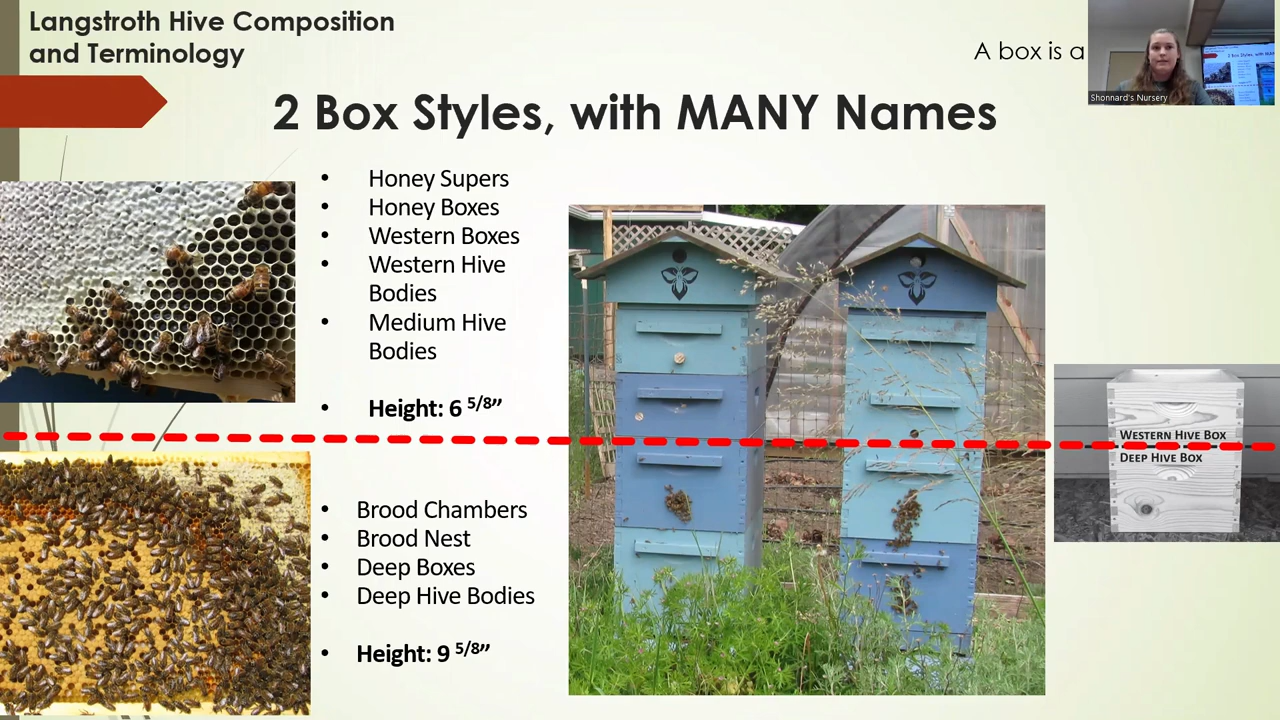 Langstroth Hive Composition
and Terminology
A box is a
Shonnard's Nursery
2 Box Styles, with MANY Names
• Honey Supers
• Honey Boxes
• Western Boxes
• Western Hive
Bodies
• Medium Hive
Bodies
• Height: 6 5/8”
WESTERN HIVE BOX
DEEP HIVE BOX
• Brood Chambers
• Brood Nest
• Deep Boxes
• Deep Hive Bodies
• Height: 9 5/8”